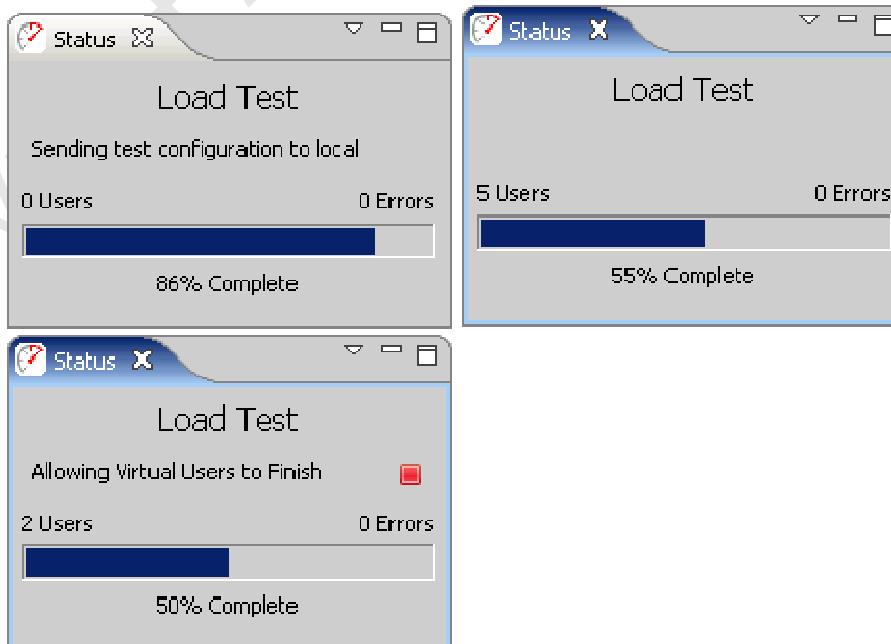 Status
Load Test
Sending test configuration to local
0 Users 0 Errors
86% Complete
Status
Load Test
5 Users 0 Errors
55% Complete
Status
Load Test
Allowing Virtual Users to Finish
2 Users 0 Errors
50% Complete